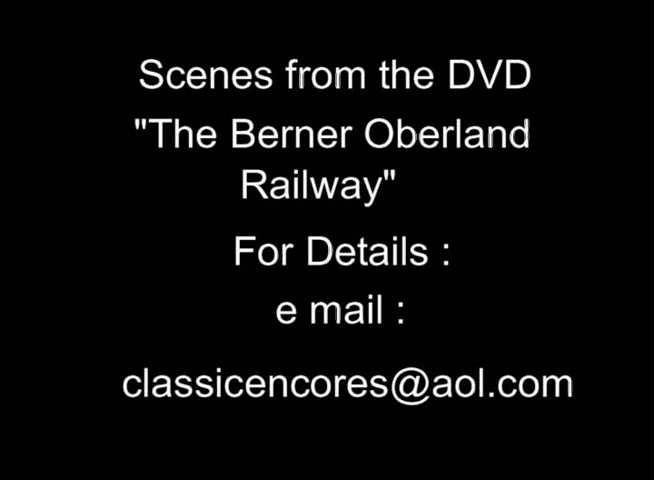 Scenes from the DVD
"The Berner Oberland
Railway"
For Details :
e mail :
classicencores@aol.com